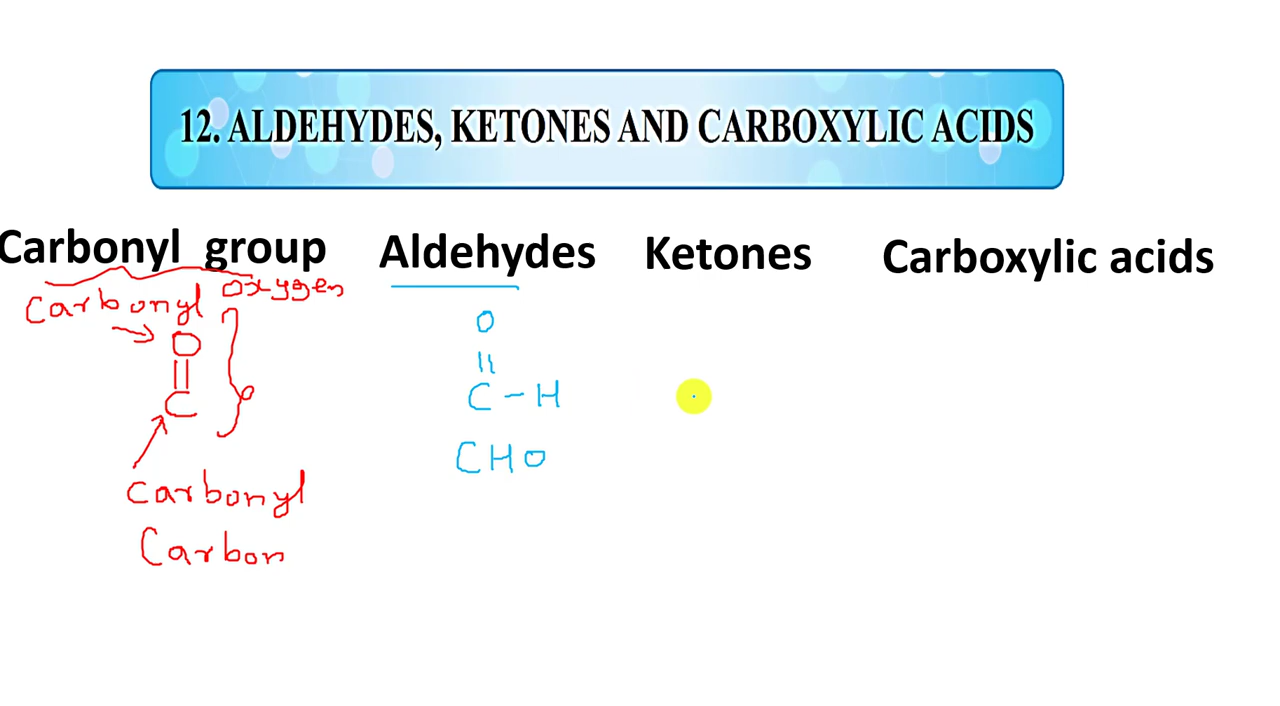 12. ALDEHYDES, KETONES AND CARBOXYLIC ACIDS
Carbonyl group
Aldehydes
Ketones
Carboxylic acids
Carbonyl oxygen
O
||
C
Carbonyl
Carbon
O
||
C-H
CHO